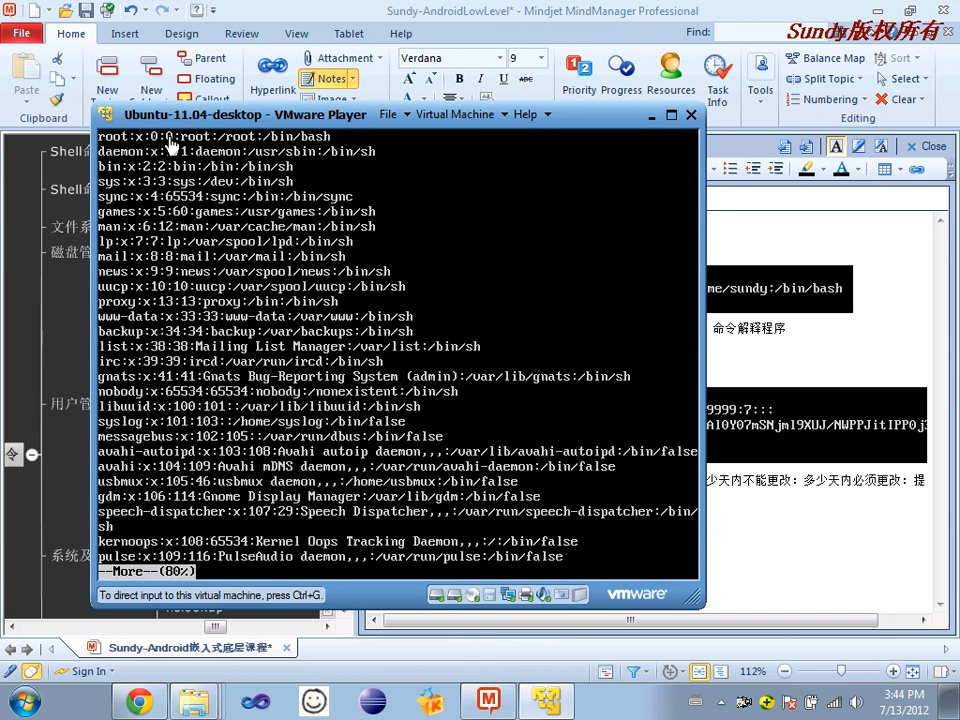 Sundy-AndroidLowLevel* - Mindjet MindManager Professional
Sundy版权所有
File
Home
Insert
Design
Review
View
Tablet
Help
Find:
Paste
Clipboard
New
New
Parent
Floating
Callout
Hyperlink
Attachment
Notes
Image
Verdana
9
B I U ABC
Priority
Progress
Resources
Task
Info
Tools
Balance Map
Split Topic
Numbering
Sort
Select
Clear
Ubuntu-11.04-desktop - VMware Player
File
Virtual Machine
Help
Close
root:x:0:0:root:/root:/bin/bash
daemon:x:1:1:daemon:/usr/sbin:/bin/sh
bin:x:2:2:bin:/bin:/bin/sh
sys:x:3:3:sys:/dev:/bin/sh
sync:x:4:65534:sync:/bin:/bin/sync
games:x:5:60:games:/usr/games:/bin/sh
man:x:6:12:man:/var/cache/man:/bin/sh
lp:x:7:7:lp:/var/spool/lpd:/bin/sh
mail:x:8:8:mail:/var/mail:/bin/sh
news:x:9:9:news:/var/spool/news:/bin/sh
uucp:x:10:10:uucp:/var/spool/uucp:/bin/sh
proxy:x:13:13:proxy:/bin:/bin/sh
www-data:x:33:33:www-data:/var/www:/bin/sh
backup:x:34:34:backup:/var/backups:/bin/sh
list:x:38:38:Mailing List Manager:/var/list:/bin/sh
irc:x:39:39:ircd:/var/run/ircd:/bin/sh
gnats:x:41:41:Gnats Bug-Reporting System (admin):/var/lib/gnats:/bin/sh
nobody:x:65534:65534:nobody:/nonexistent:/bin/sh
libuuid:x:100:101::/var/lib/libuuid:/bin/sh
syslog:x:101:103::/home/syslog:/bin/false
messagebus:x:102:105::/var/run/dbus:/bin/false
avahi-autoipd:x:103:108:Avahi autoip daemon,,,:/var/lib/avahi-autoipd:/bin/false
avahi:x:104:109:Avahi mDNS daemon,,,:/var/run/avahi-daemon:/bin/false
usbmux:x:105:46:usbmux daemon,,,:/home/usbmux:/bin/false
gdm:x:106:114:Gnome Display Manager:/var/lib/gdm:/bin/false
speech-dispatcher:x:107:29:Speech Dispatcher,,,:/var/run/speech-dispatcher:/bin/
sh
kernoops:x:108:65534:Kernel Oops Tracking Daemon,,,:/:/bin/false
pulse:x:109:116:PulseAudio daemon,,,:/var/run/pulse:/bin/false
--More--(80%)
To direct input to this virtual machine, press Ctrl+G.
vmware
Shell命
Shell命
文件系
磁盘管
用户管
令
系统及
me/sundy:/bin/bash
命令解释程序
9999:7:::
少天内不能更改：多少天内必须更改：提
Sundy-Android嵌入式底层课程*
Sign In
112%
3:44 PM
7/13/2012